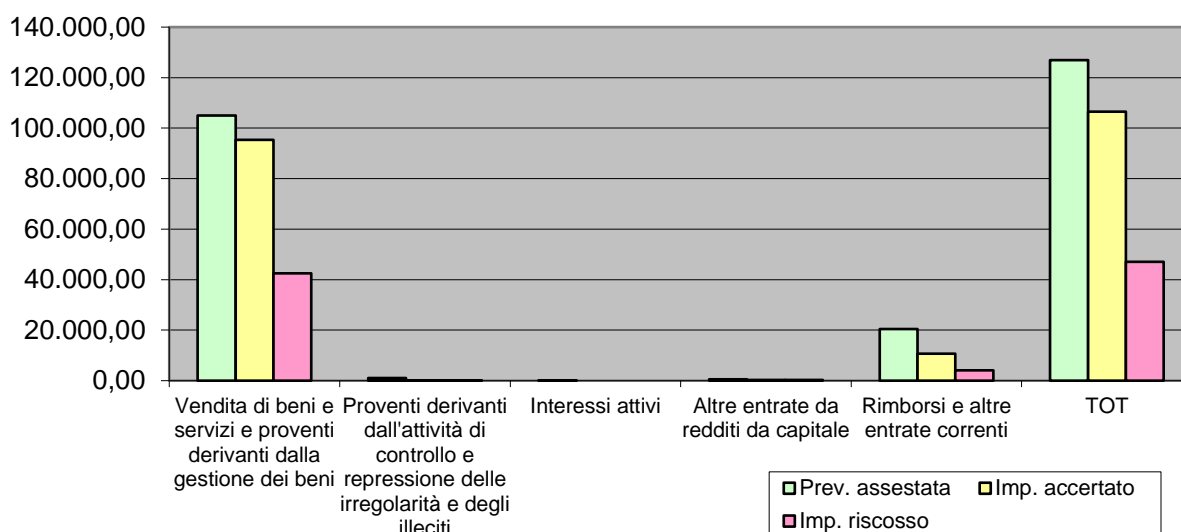 140.000,00
120.000,00
100.000,00
80.000,00
60.000,00
40.000,00
20.000,00
0,00
Vendita di beni e
servizi e proventi
derivanti dalla
gestione dei beni
Proventi derivanti
dall'attività di
controllo e
repressione delle
irregolarità e degli
illeciti
Interessi attivi
Altre entrate da
redditi da capitale
Rimborsi e altre
entrate correnti
TOT
Prev. assestata
Imp. accertato
Imp. riscosso